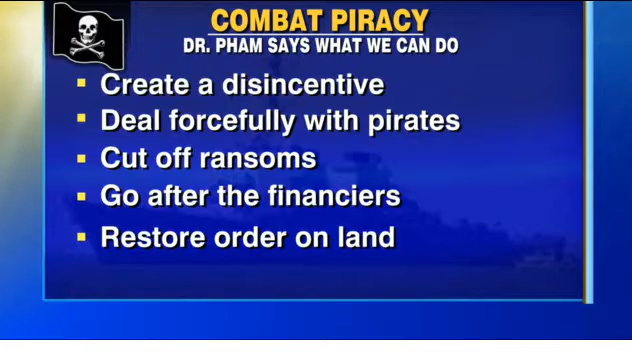 COMBAT PIRACY
DR. PHAM SAYS WHAT WE CAN DO
Create a disincentive
Deal forcefully with pirates
Cut off ransoms
Go after the financiers
Restore order on land